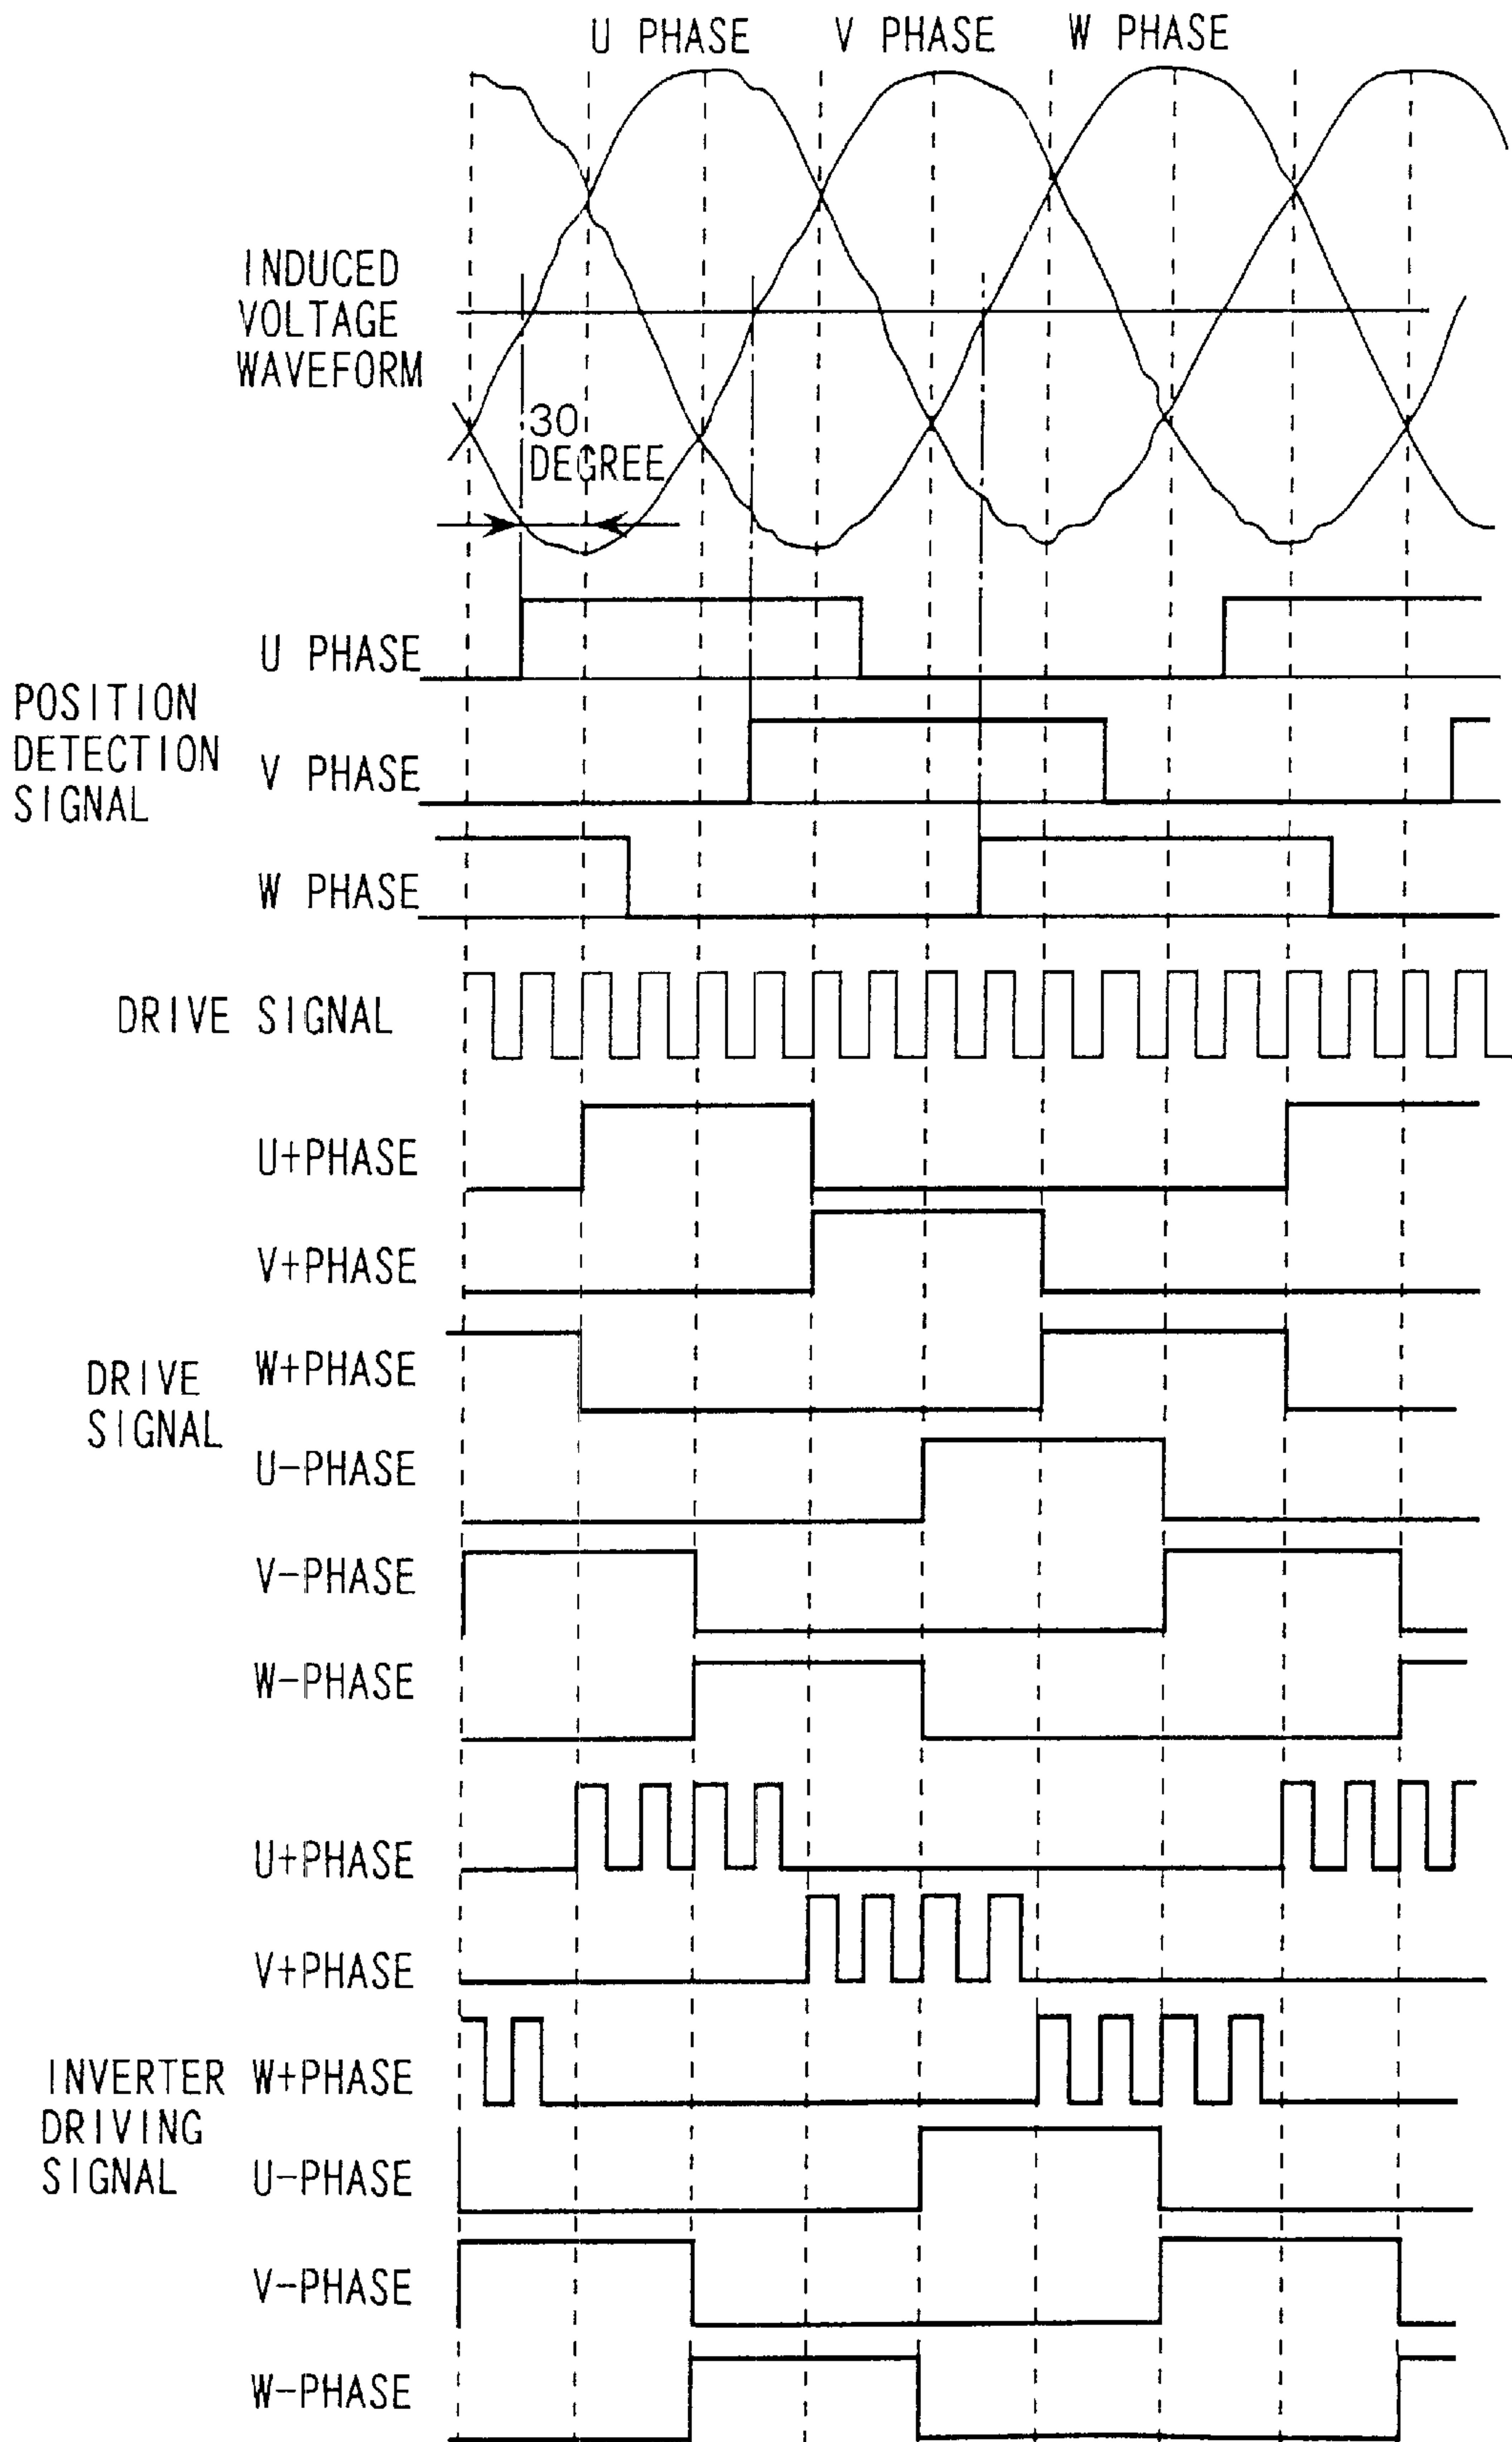 U PHASE V PHASE W PHASE
INDUCED
VOLTAGE
WAVEFORM
30
DEGREE
U PHASE
POSITION
DETECTION
SIGNAL
V PHASE
W PHASE
DRIVE SIGNAL
U+PHASE
V+PHASE
W+PHASE
DRIVE
SIGNAL
U-PHASE
V-PHASE
W-PHASE
U+PHASE
V+PHASE
INVERTER
DRIVING
SIGNAL
W+PHASE
U-PHASE
V-PHASE
W-PHASE